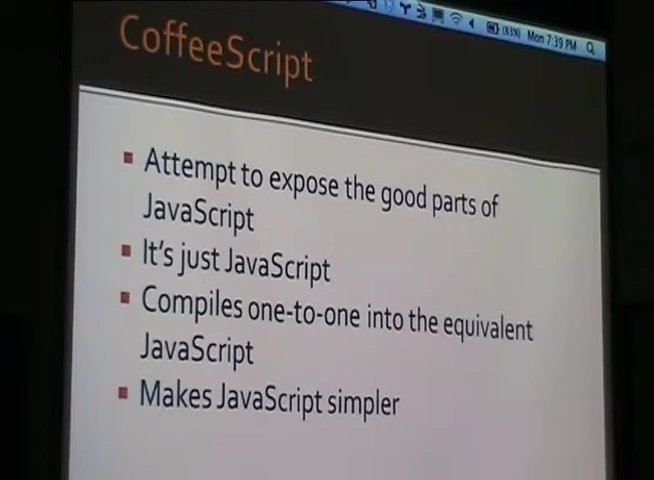 (83%) Mon 7:39 PM
CoffeeScript
Attempt to expose the good parts of
JavaScript
It's just JavaScript
Compiles one-to-one into the equivalent
JavaScript
Makes JavaScript simpler